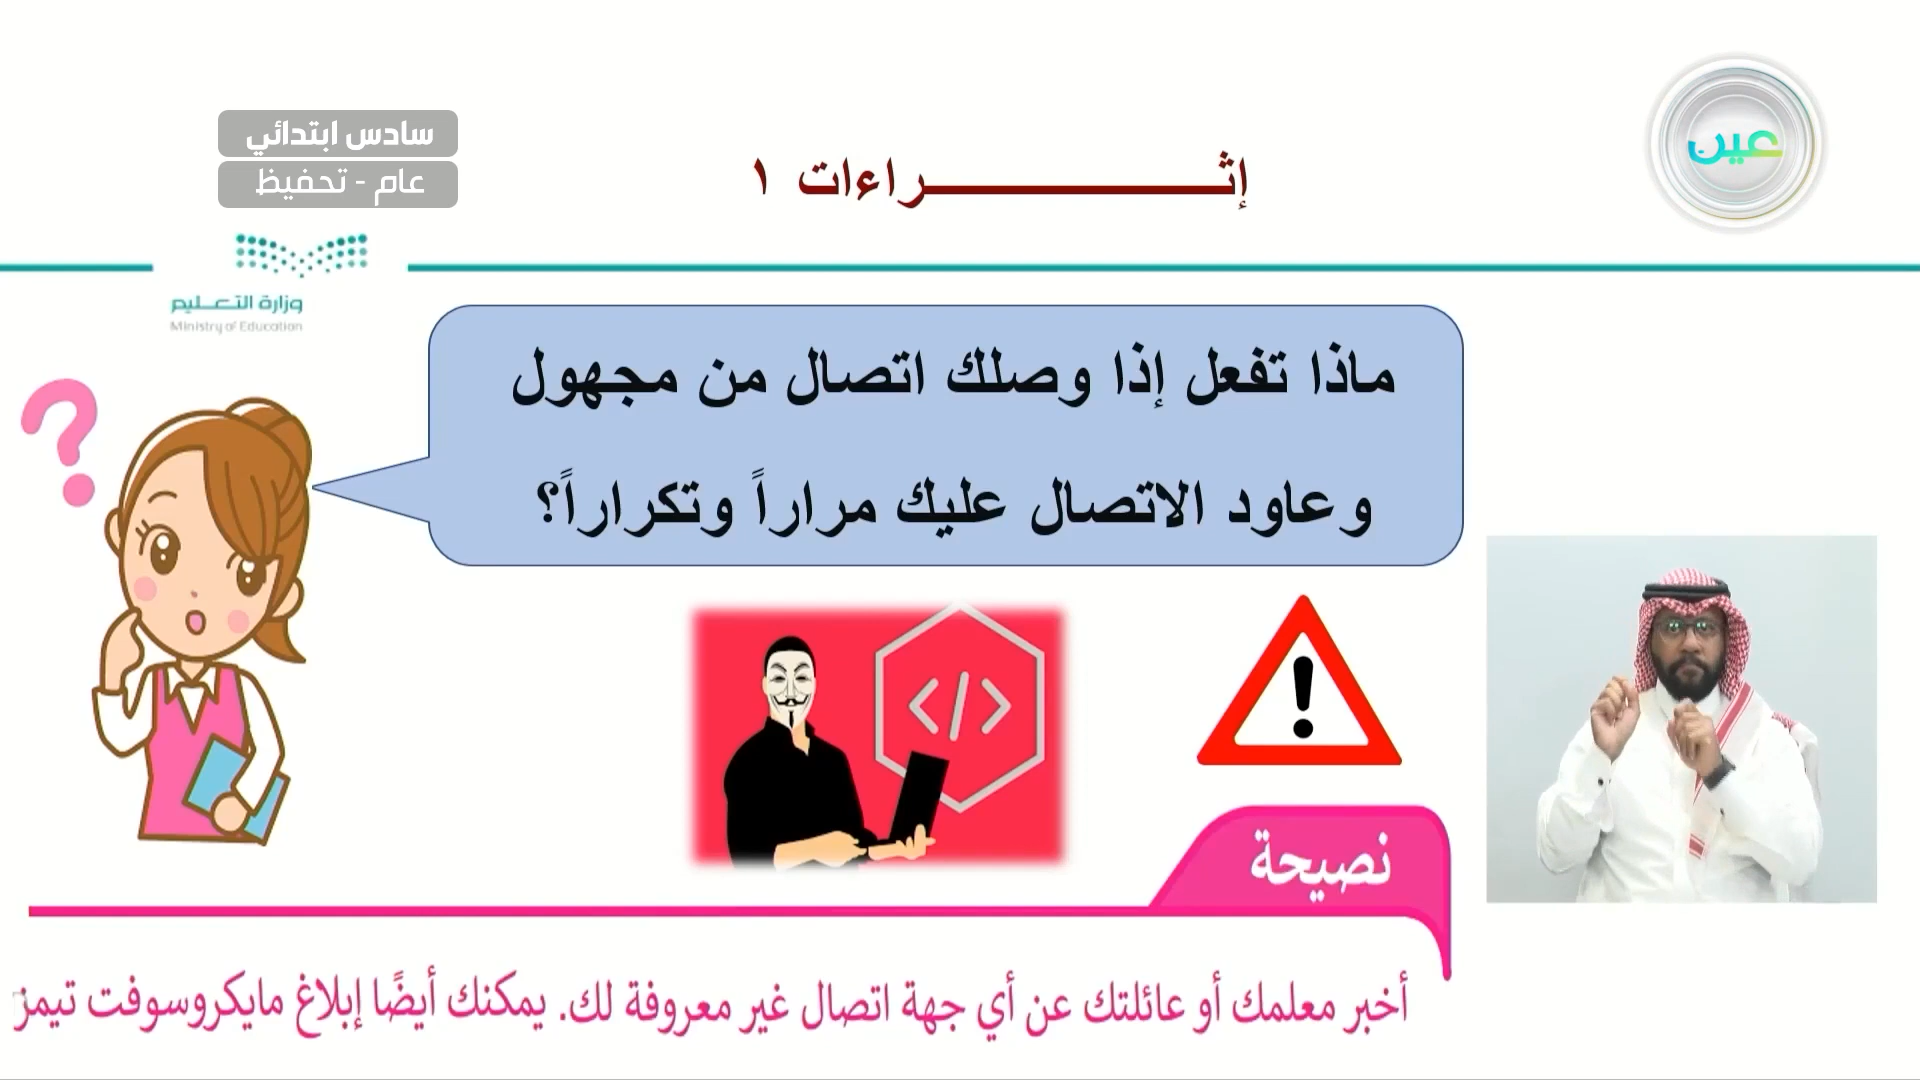 عين
سادس ابتدائي
عام - تحفيظ
إثـــــــــــــــــــــراءات ١
وزارة التـعـلـيم
Ministry of Education
ماذا تفعل إذا وصلك اتصال من مجهول
وعاود الاتصال عليك مراراً وتكراراً؟
</>
نصيحة
أخبر معلمك أو عائلتك عن أي جهة اتصال غير معروفة لك. يمكنك أيضًا إبلاغ مايكروسوفت تيمز